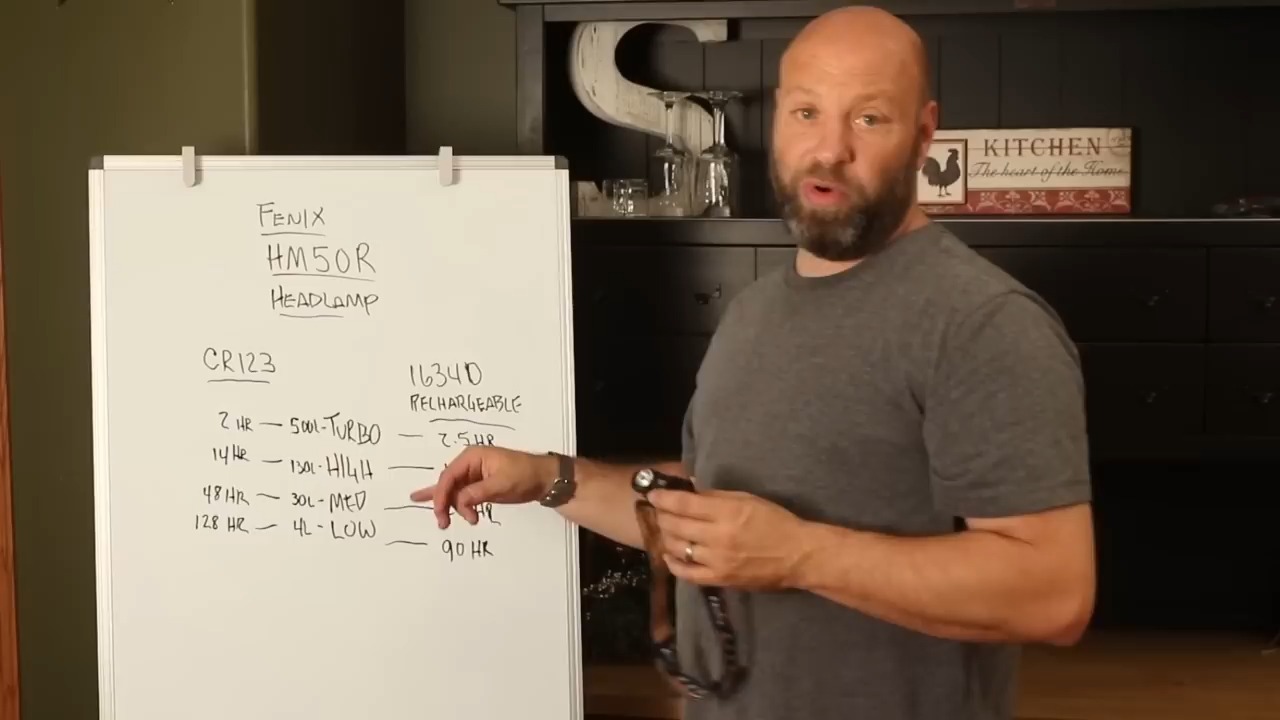 FENIX
HM50R
HEADLAMP
CR123
16340
RECHARGEABLE
2 HR — 500L-TURBO — 2.5 HR
14 HR — 130L-HIGH —
48 HR — 30L-MED — HR
128 HR — 4L-LOW — 90 HR
S
KITCHEN
The heart of the Home